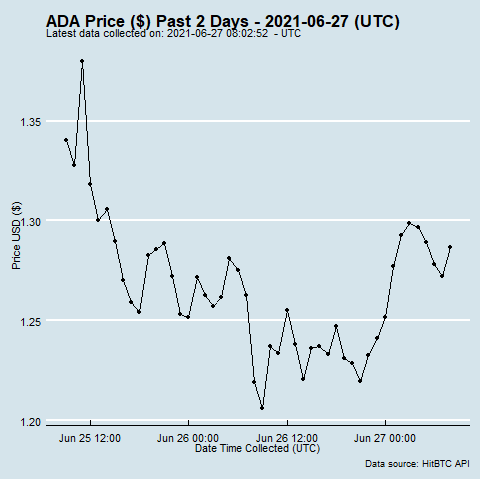 ADA Price ($) Past 2 Days - 2021-06-27 (UTC)
Latest data collected on: 2021-06-27 08:02:52 - UTC
Price USD ($)
1.35
1.30
1.25
1.20
Jun 25 12:00 Jun 26 00:00 Jun 26 12:00 Jun 27 00:00
Date Time Collected (UTC)
Data source: HitBTC API